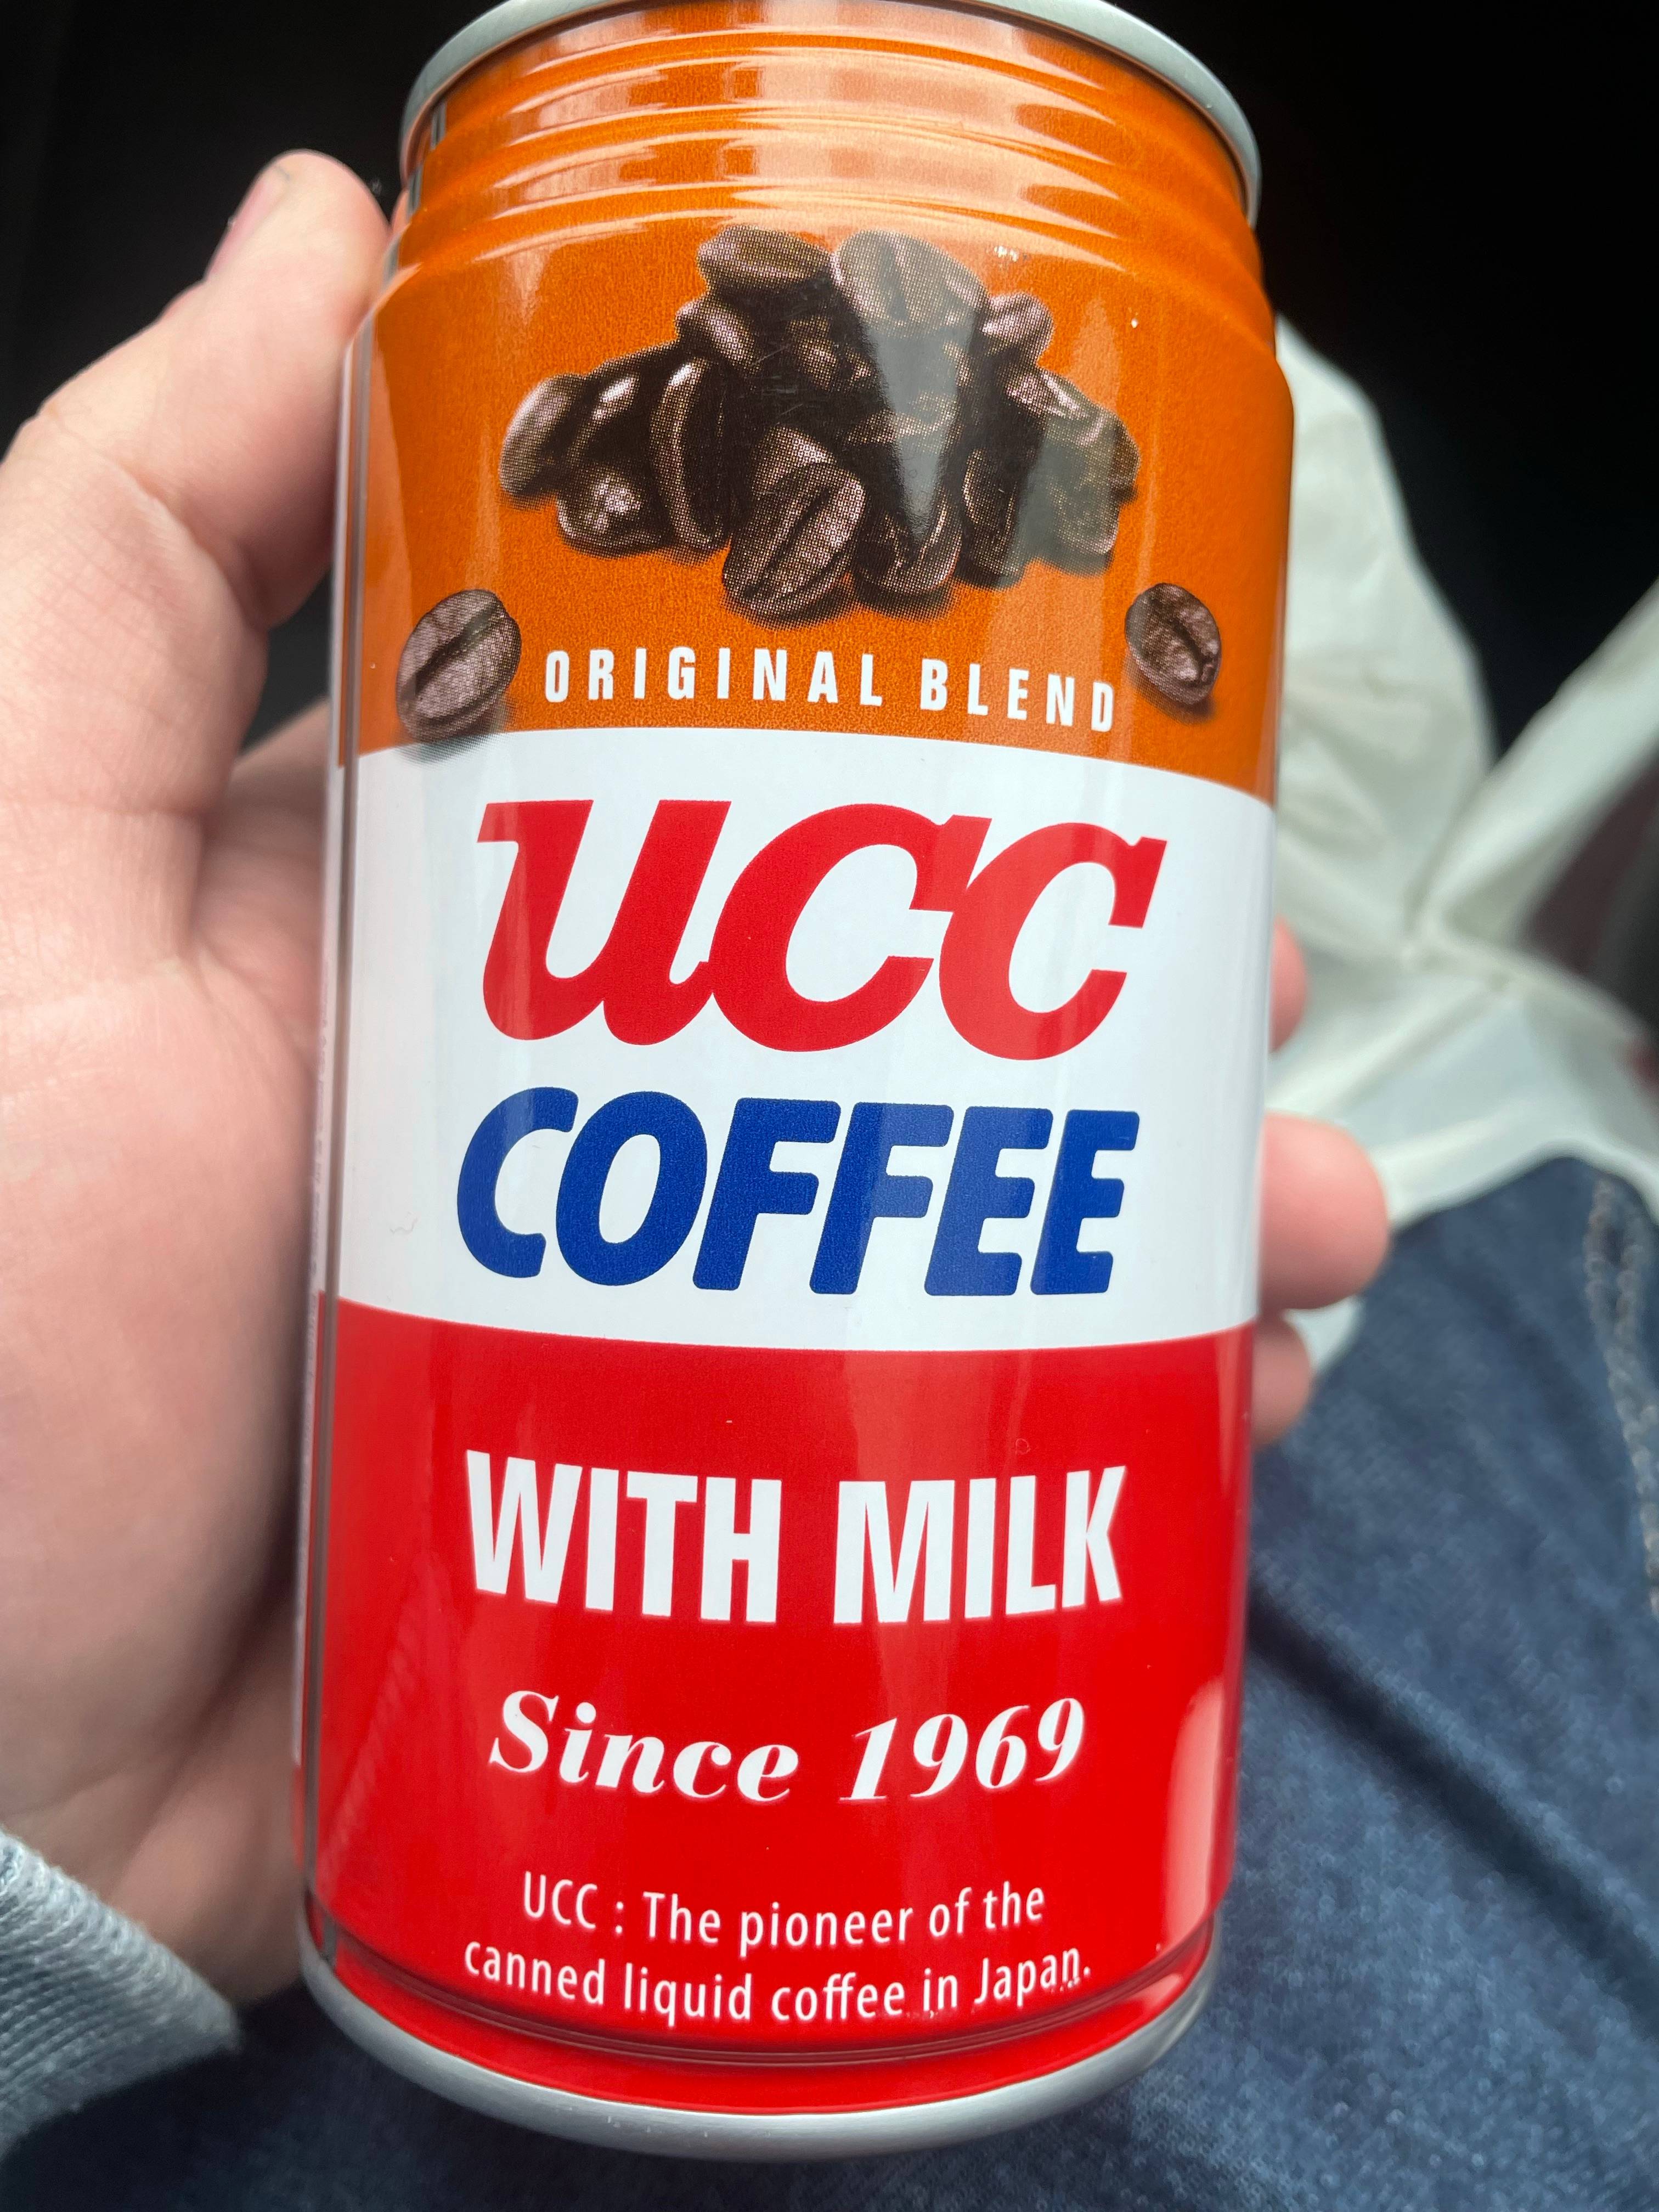 ORIGINAL BLEND
UCC
COFFEE
WITH MILK
Since 1969
UCC : The pioneer of the
canned liquid coffee in Japan.